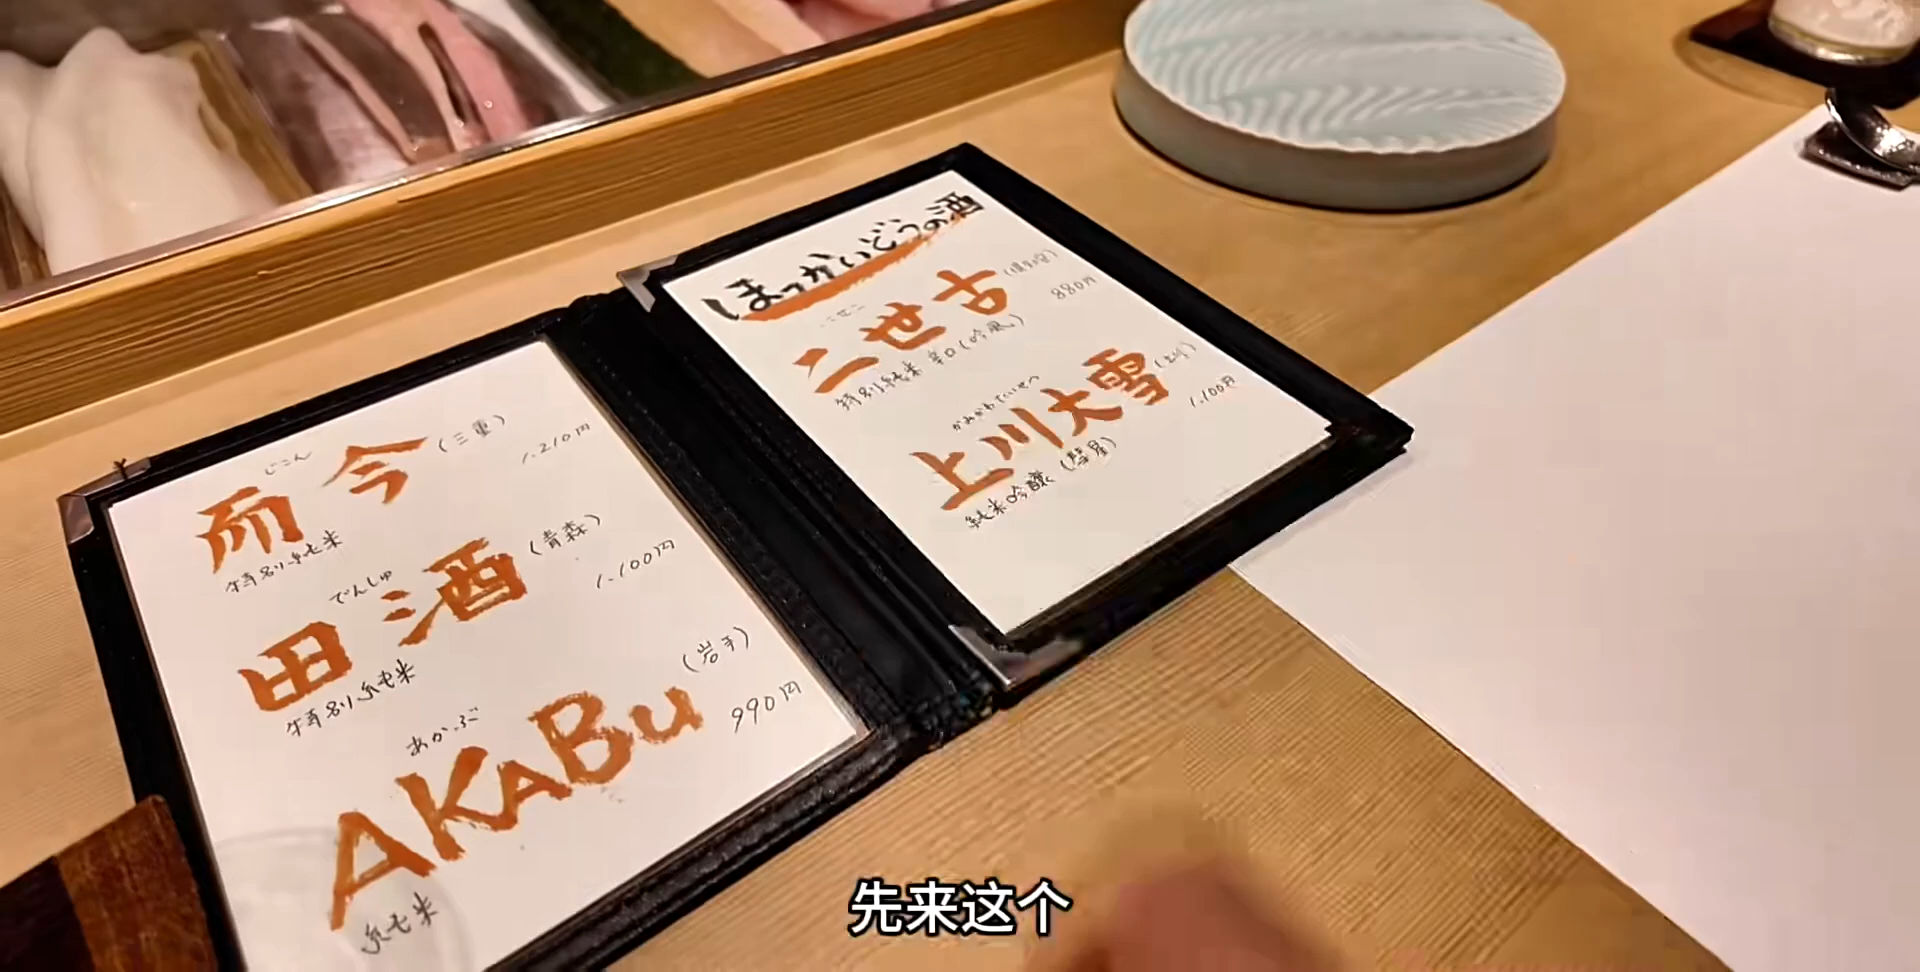 じこん
而今（三重）
1.210円
特別純米
でんしゅ
田酒（青森）
1.100円
特別純米
あかぶ
AKABu（岩手）
990円
純米
ほっかいどうの酒
にせこ
二世古
880円
特別純米 辛口（吟風）
かみかわたいせつ
上川大雪（上川）
1.100円
純米吟醸（彗星）
先来这个